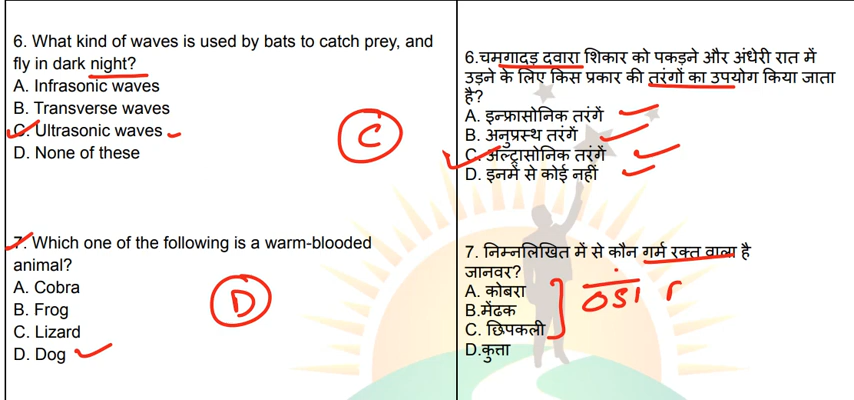 6. What kind of waves is used by bats to catch prey, and
fly in dark night?
A. Infrasonic waves
B. Transverse waves
C. Ultrasonic waves
D. None of these
C
7. Which one of the following is a warm-blooded
animal?
A. Cobra
B. Frog
C. Lizard
D. Dog
D
6.चमगादड़ दवारा शिकार को पकड़ने और अंधेरी रात में
उड़ने के लिए किस प्रकार की तरंगों का उपयोग किया जाता
है?
A. इन्फ्रासोनिक तरंगें
B. अनुप्रस्थ तरंगें
C. अल्ट्रासोनिक तरंगें
D. इनमें से कोई नहीं
7. निम्नलिखित में से कौन गर्म रक्त वाला है
जानवर?
A. कोबरा
B.मेंढक
C. छिपकली
D.कुत्ता